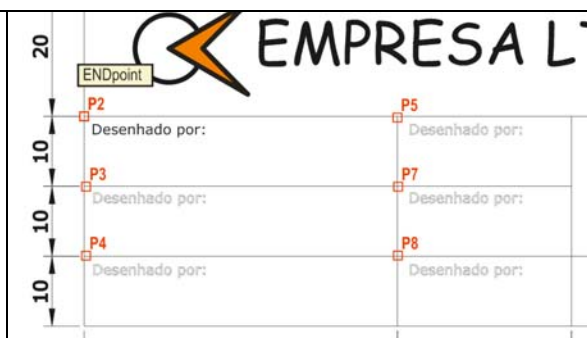 20
EMPRESA LT
ENDpoint
P2
P5
Desenhado por:
Desenhado por:
10
P3
P7
Desenhado por:
Desenhado por:
10
P4
P8
Desenhado por:
Desenhado por:
10